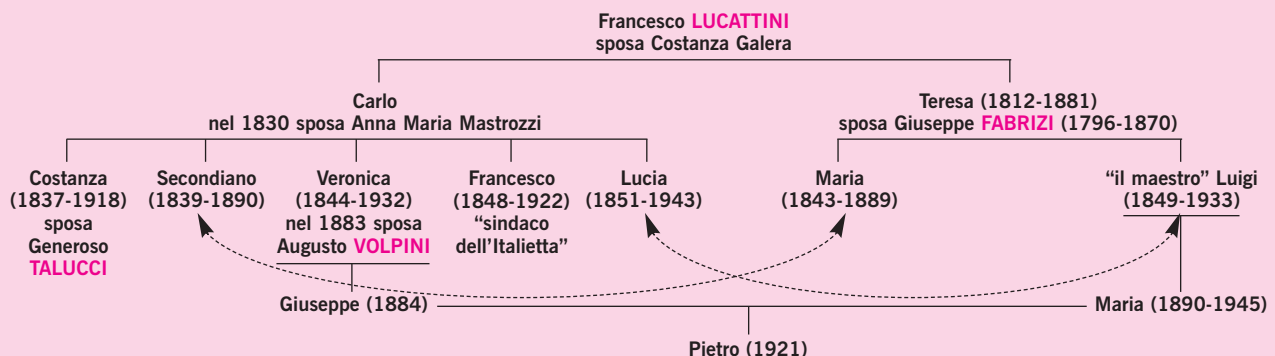 Francesco LUCATTINI
sposa Costanza Galera
Carlo
nel 1830 sposa Anna Maria Mastrozzi
Teresa (1812-1881)
sposa Giuseppe FABRIZI (1796-1870)
Costanza
(1837-1918)
sposa
Generoso
TALUCCI
Secondiano
(1839-1890)
Veronica
(1844-1932)
nel 1883 sposa
Augusto VOLPINI
Francesco
(1848-1922)
“sindaco
dell’Italietta”
Lucia
(1851-1943)
Maria
(1843-1889)
“il maestro” Luigi
(1849-1933)
Giuseppe (1884)
Maria (1890-1945)
Pietro (1921)